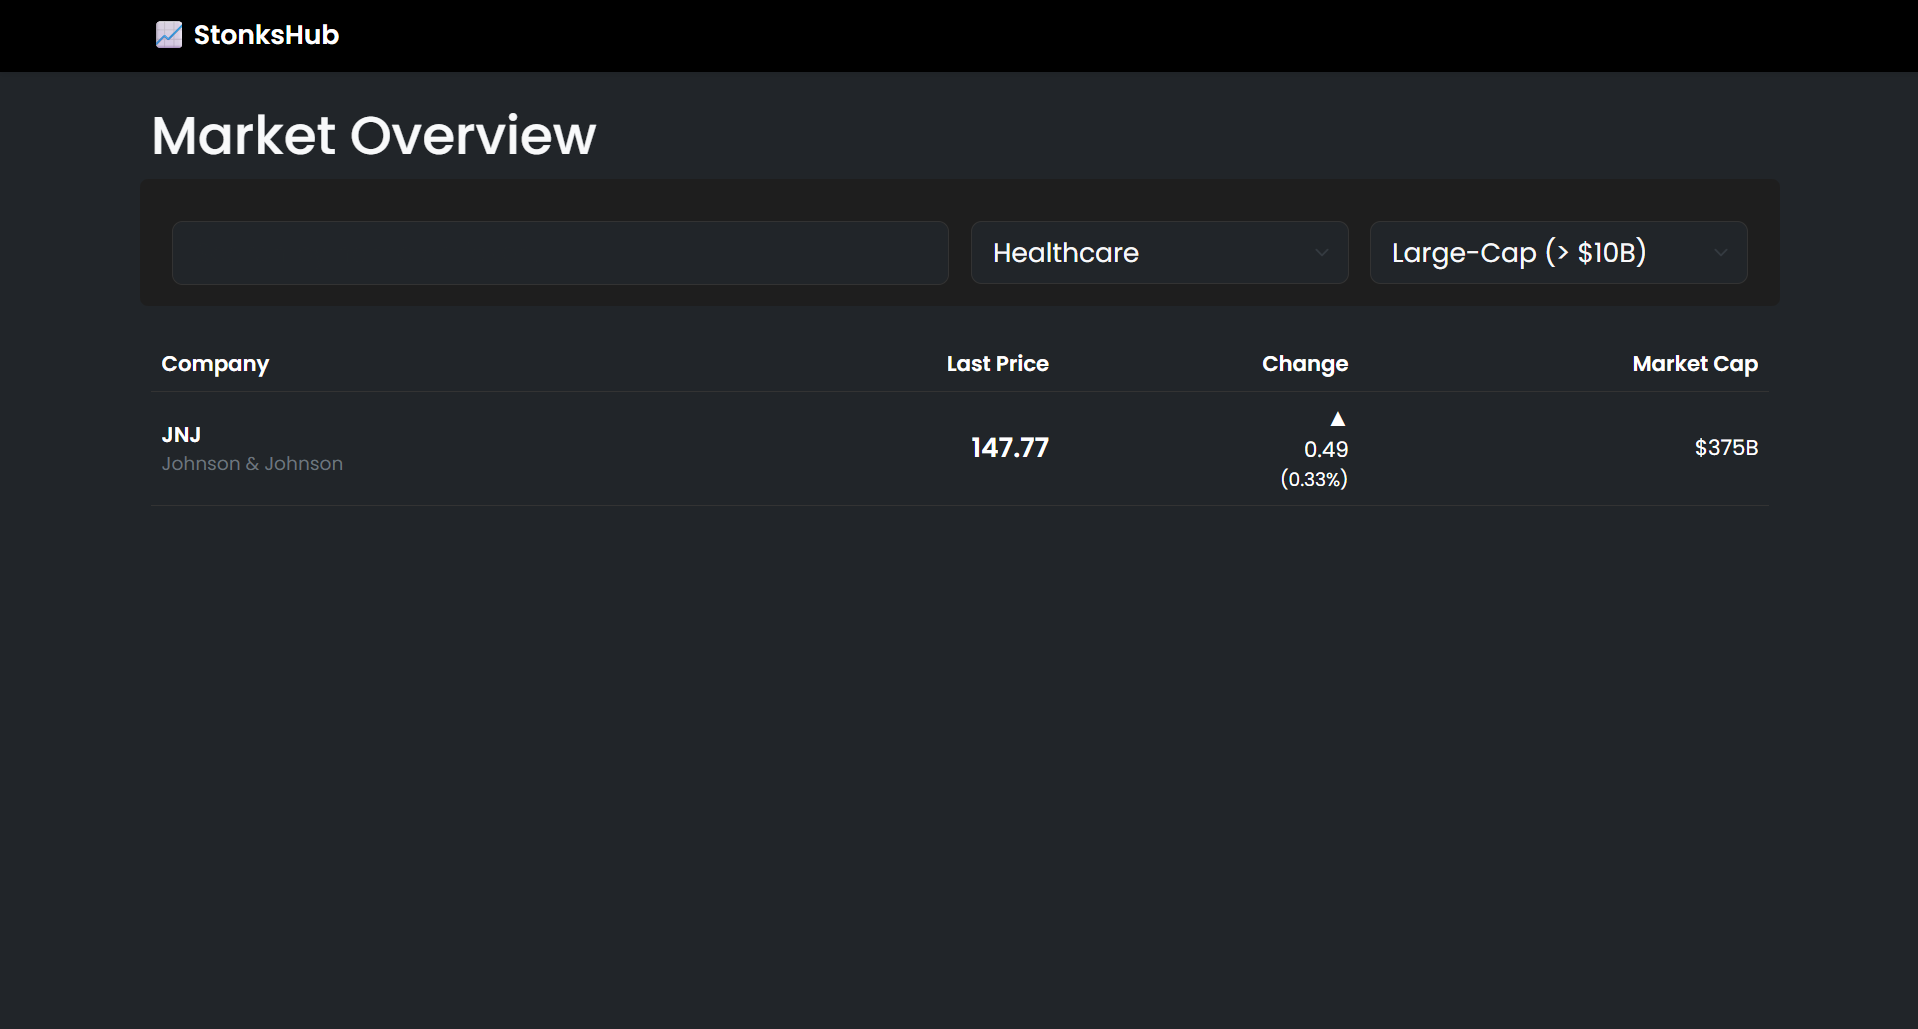 📈 StonksHub
Market Overview
Healthcare
Large-Cap (> $10B)
Company Last Price Change Market Cap
JNJ
Johnson & Johnson
147.77
▲
0.49
(0.33%)
$375B